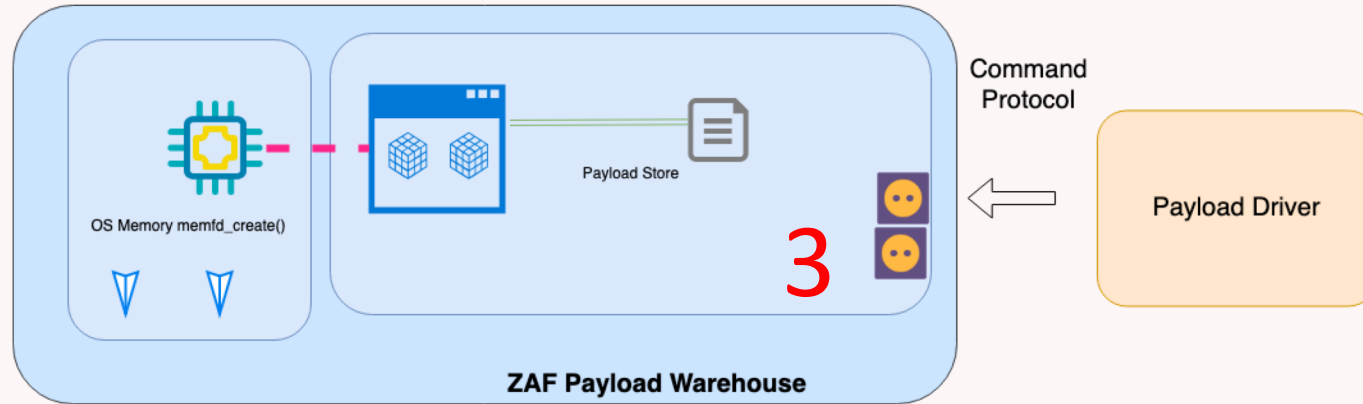 Command
Protocol
Payload Store
OS Memory memfd_create()
Payload Driver
3
ZAF Payload Warehouse